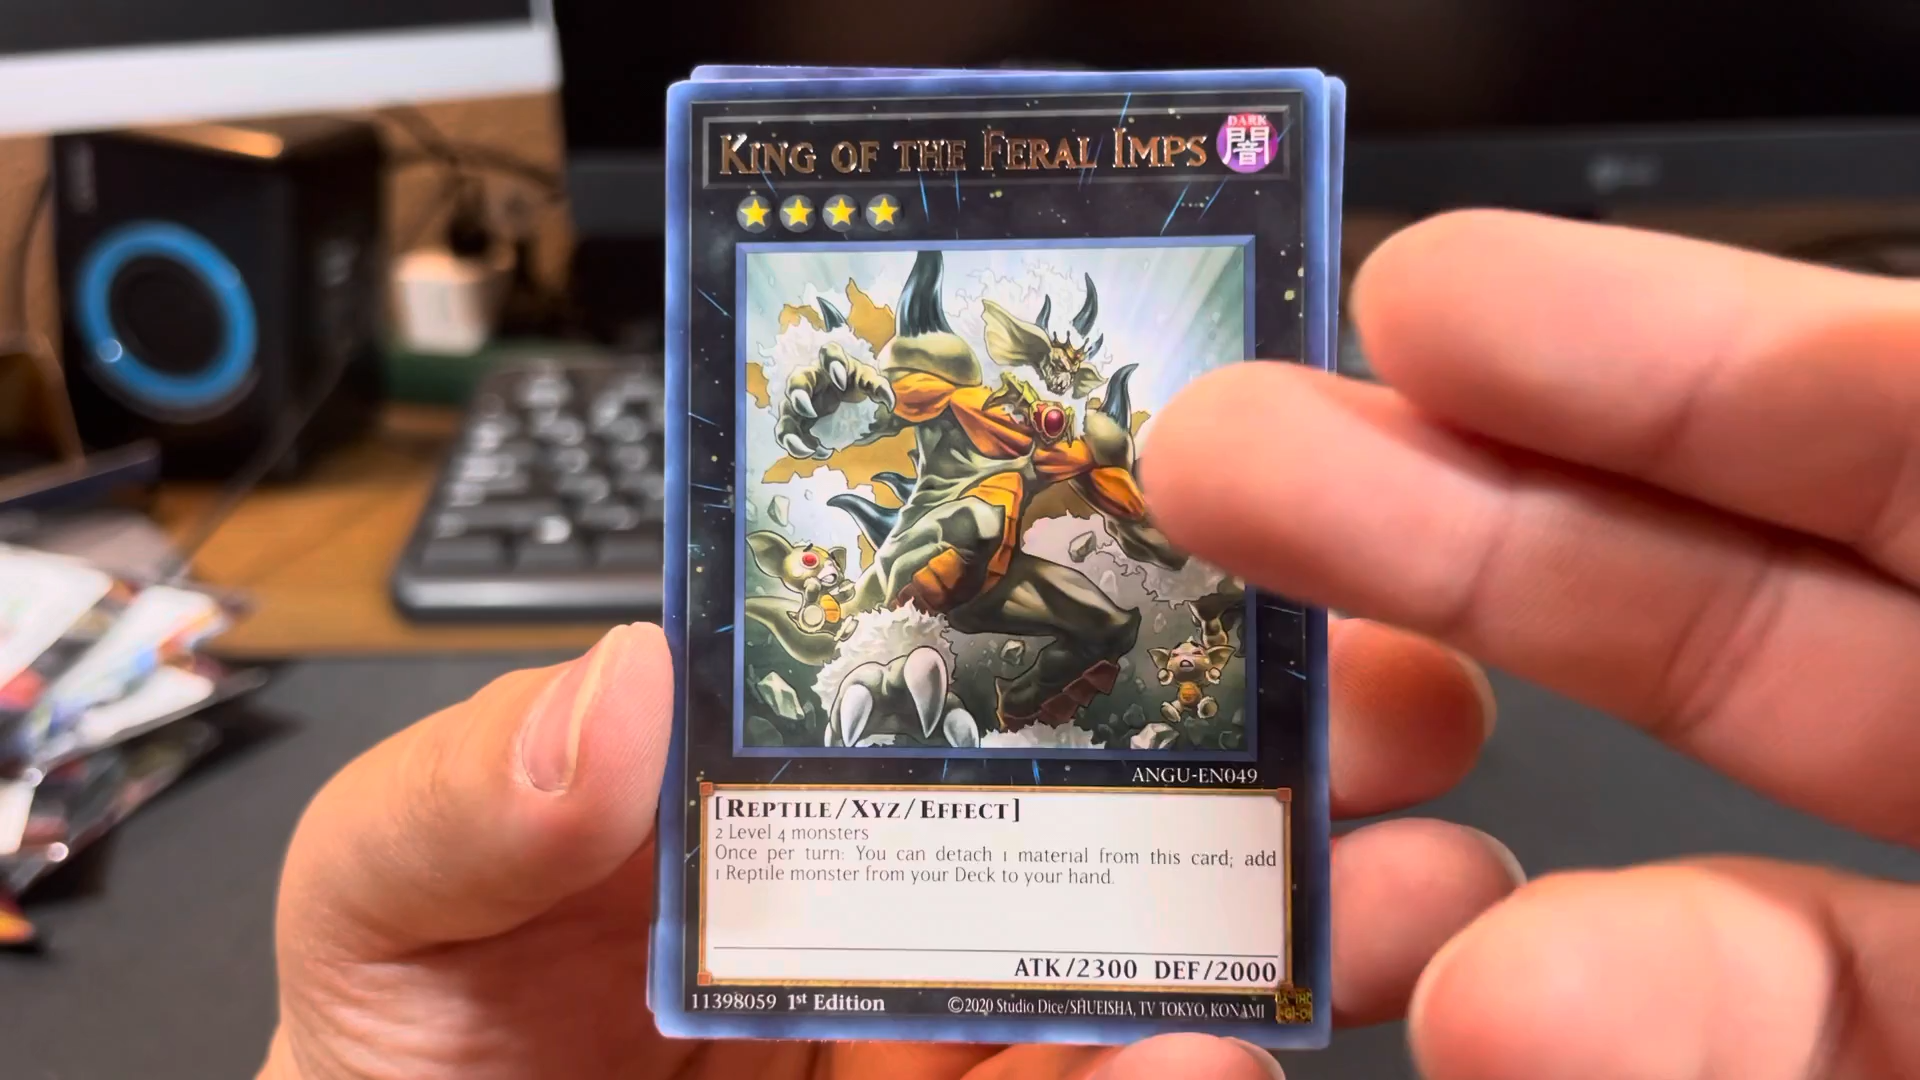 KING OF THE FERAL IMPS
DARK
闇
ANGU-EN049
[REPTILE/XYZ/EFFECT]
2 Level 4 monsters
Once per turn: You can detach 1 material from this card; add
1 Reptile monster from your Deck to your hand.
ATK/2300 DEF/2000
11398059 1st Edition ©2020 Studio Dice/SHUEISHA, TV TOKYO, KONAMI